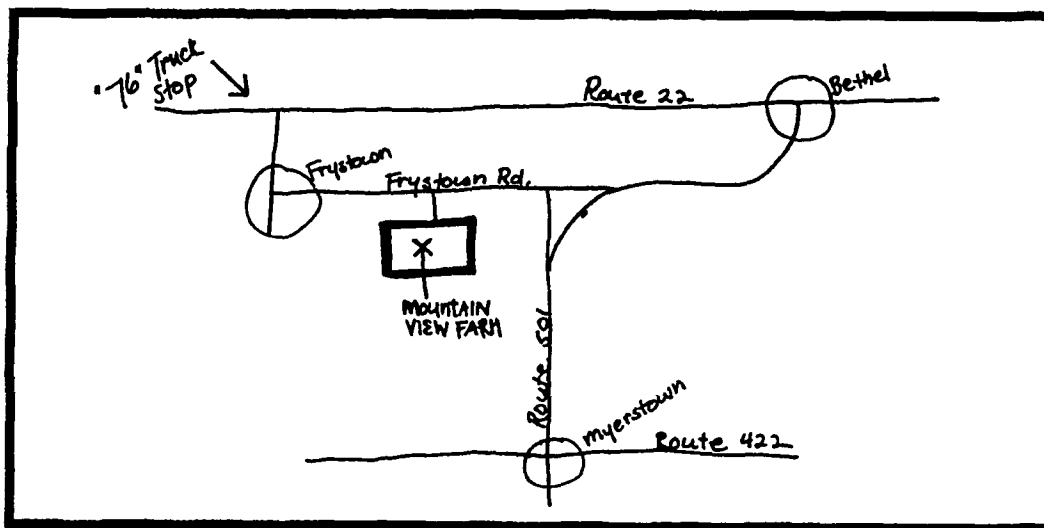 "76" Truck
Stop
Route 22
Bethel
Frystown
Frystown Rd.
MOUNTAIN
VIEW FARM
Route 501
Myerstown
Route 422